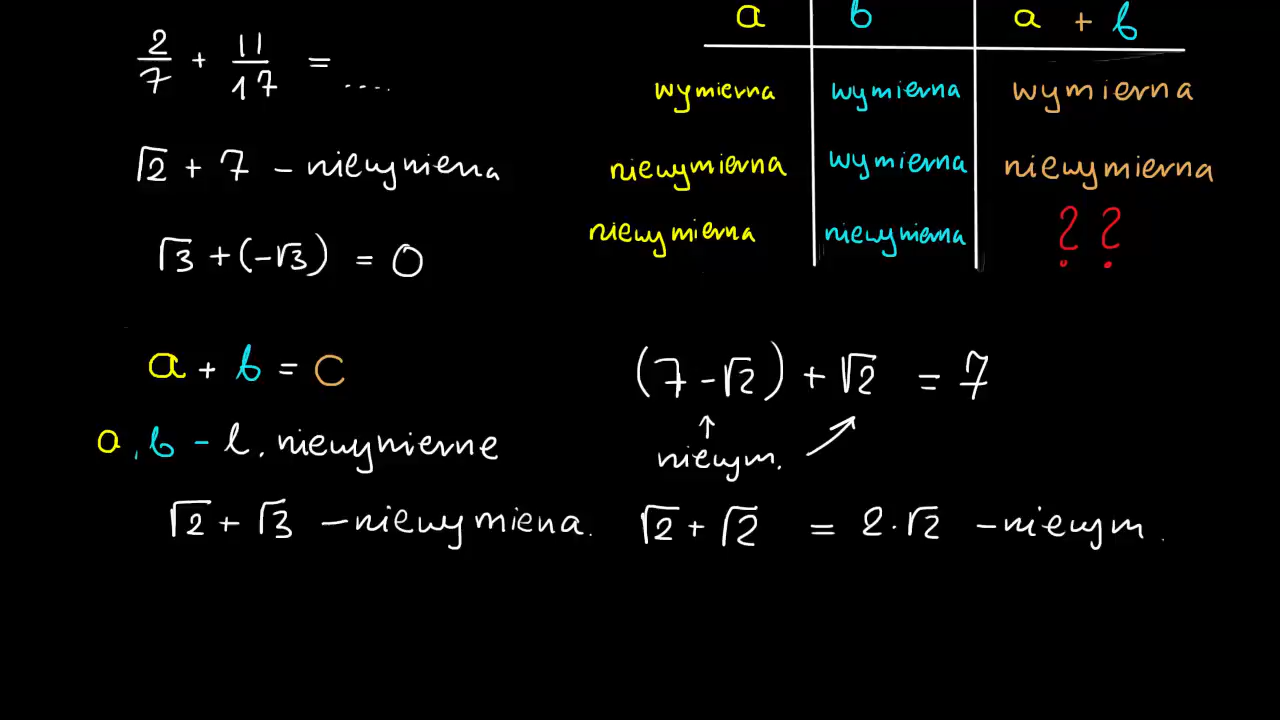 a b a + b
2/7 + 11/17 = ....
wymierna wymierna wymierna
√2 + 7 - niewymierna
niewymierna wymierna niewymierna
niewymierna niewymierna ? ?
√3 + (-√3) = 0
a + b = c
(7 - √2) + √2 = 7
a, b - l. niewymierne
↑ ↗
niewym.
√2 + √3 - niewymiena.
√2 + √2 = 2·√2 - niewym.